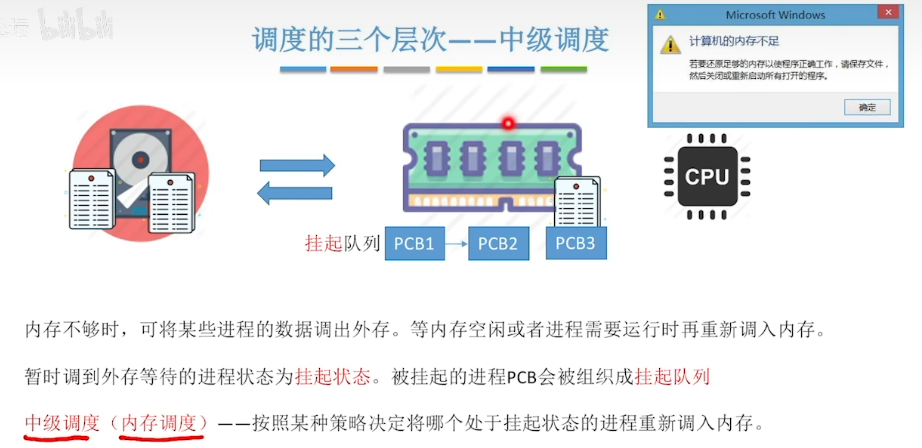 bilibili
调度的三个层次——中级调度
Microsoft Windows
计算机的内存不足
若要还原足够的内存以使程序正确工作，请保存文件，
然后关闭或重新启动所有打开的程序。
确定
CPU
挂起队列 PCB1 PCB2 PCB3
内存不够时，可将某些进程的数据调出外存。等内存空闲或者进程需要运行时再重新调入内存。
暂时调到外存等待的进程状态为挂起状态。被挂起的进程PCB会被组织成挂起队列
中级调度（内存调度）——按照某种策略决定将哪个处于挂起状态的进程重新调入内存。